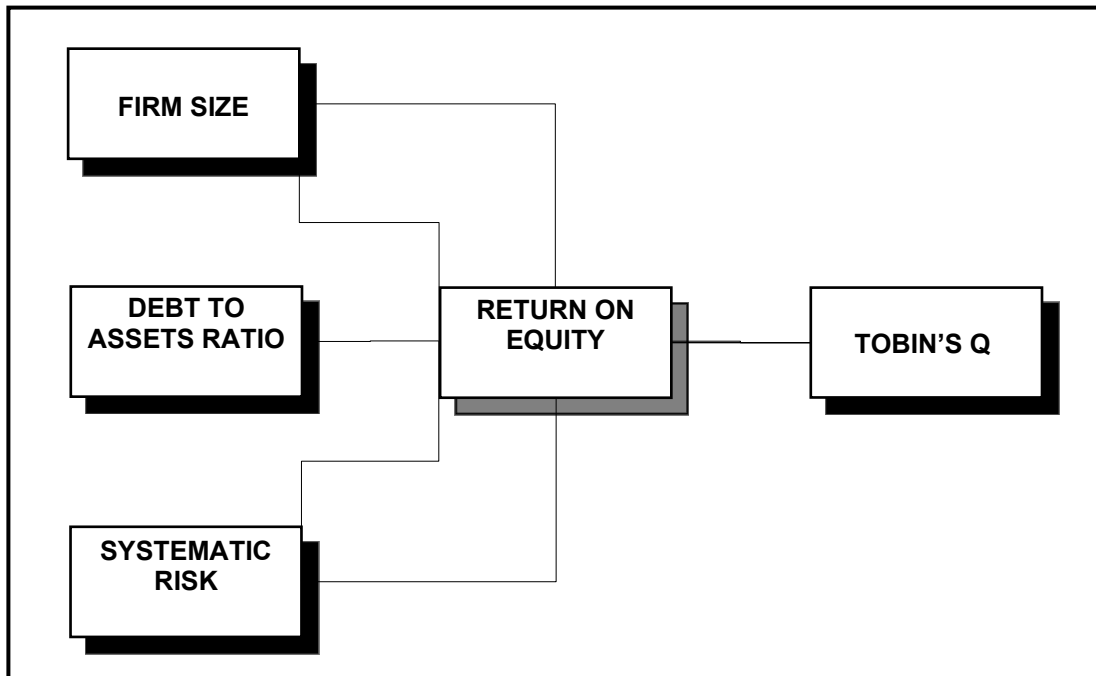 FIRM SIZE
DEBT TO
ASSETS RATIO
RETURN ON
EQUITY
TOBIN’S Q
SYSTEMATIC
RISK